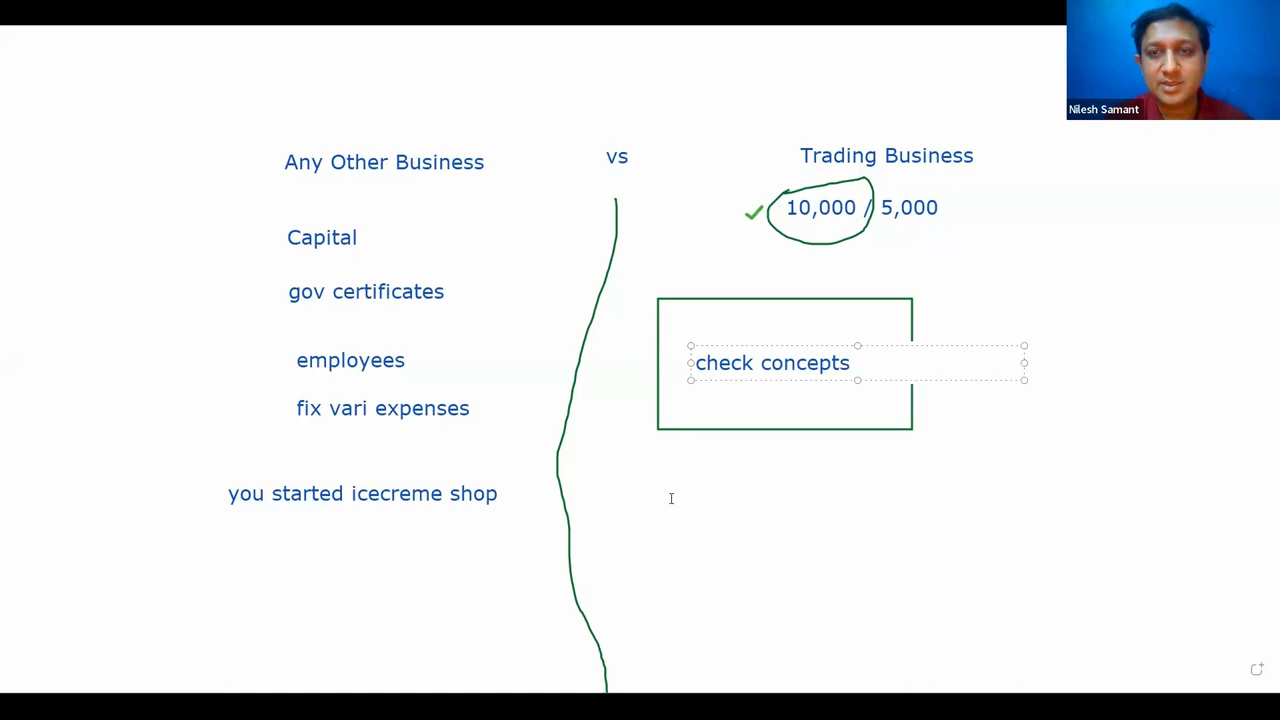 Nilesh Samant
Any Other Business
vs
Trading Business
10,000 / 5,000
Capital
gov certificates
employees
check concepts
fix vari expenses
you started icecreme shop